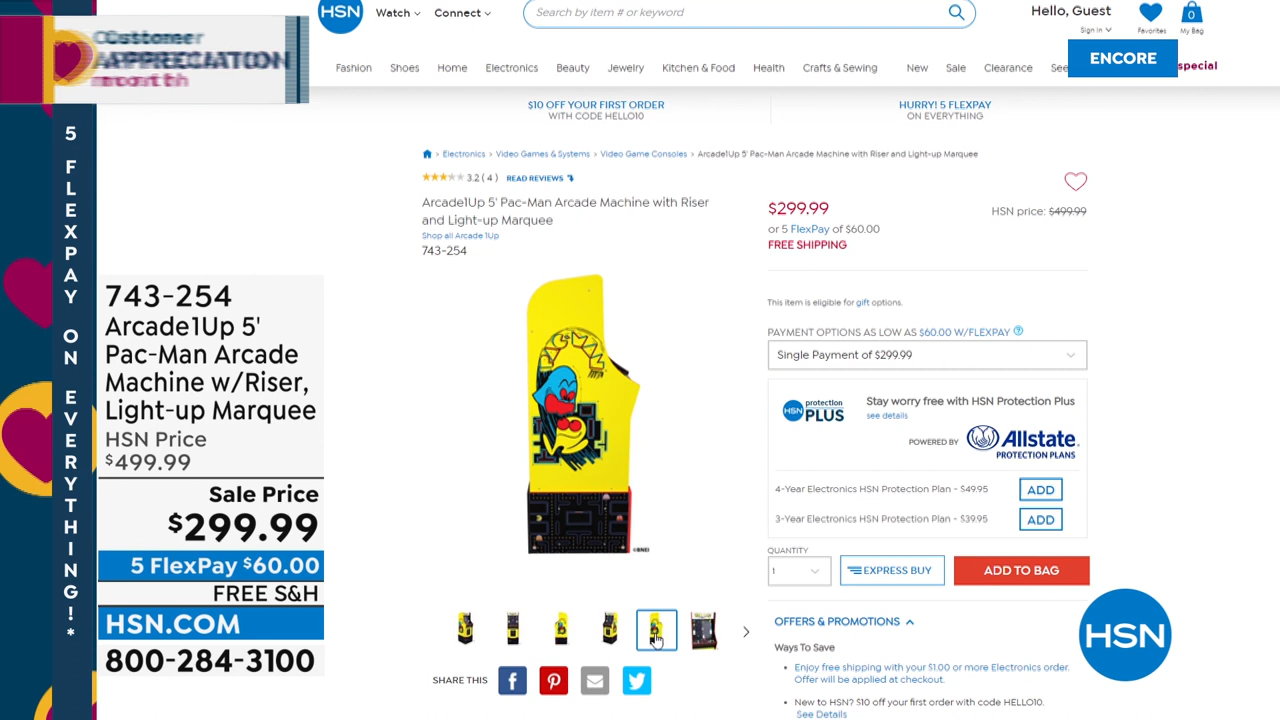 Customer
APPRECIATION
month
5 FLEXPAY ON EVERYTHING!*
743-254
Arcade1Up 5'
Pac-Man Arcade
Machine w/Riser,
Light-up Marquee
HSN Price
$499.99
Sale Price
$299.99
5 FlexPay $60.00
FREE S&H
HSN.COM
800-284-3100
HSN
Watch
Connect
Search by item # or keyword
Hello, Guest
Sign In
Favorites
0
My Bag
ENCORE
Fashion
Shoes
Home
Electronics
Beauty
Jewelry
Kitchen & Food
Health
Crafts & Sewing
New
Sale
Clearance
special
$10 OFF YOUR FIRST ORDER
WITH CODE HELLO10
HURRY! 5 FLEXPAY
ON EVERYTHING
> Electronics > Video Games & Systems > Video Game Consoles > Arcade1Up 5' Pac-Man Arcade Machine with Riser and Light-up Marquee
3.2 ( 4 ) READ REVIEWS
Arcade1Up 5' Pac-Man Arcade Machine with Riser
and Light-up Marquee
Shop all Arcade 1Up
743-254
PAC-MAN
SHARE THIS
$299.99
HSN price: $499.99
or 5 FlexPay of $60.00
FREE SHIPPING
This item is eligible for gift options.
PAYMENT OPTIONS AS LOW AS $60.00 W/FLEXPAY ?
Single Payment of $299.99
HSN protection
PLUS
Stay worry free with HSN Protection Plus
see details
POWERED BY
Allstate
PROTECTION PLANS
4-Year Electronics HSN Protection Plan - $49.95
ADD
3-Year Electronics HSN Protection Plan - $39.95
ADD
QUANTITY
1
EXPRESS BUY
ADD TO BAG
OFFERS & PROMOTIONS
Ways To Save
• Enjoy free shipping with your $1.00 or more Electronics order.
Offer will be applied at checkout.
• New to HSN? $10 off your first order with code HELLO10.
See Details
HSN